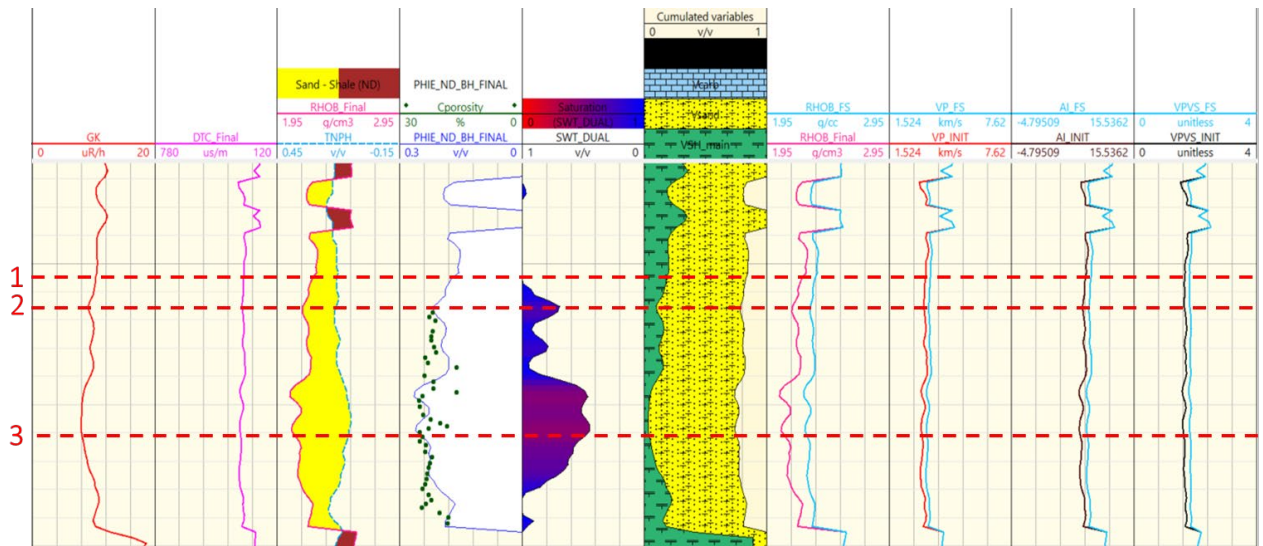 Cumulated variables
0 v/v 1
Sand - Shale (ND)
PHIE_ND_BH_FINAL
Vcarb
RHOB_Final
1.95 g/cm3 2.95
Cporosity
30 % 0
Saturation
(SWT_DUAL)
Vsand
RHOB_FS
1.95 g/cc 2.95
VP_FS
1.524 km/s 7.62
AI_FS
-4.79509 15.5362
VPVS_FS
0 unitless 4
GK
0 uR/h 20
DTC_Final
780 us/m 120
TNPH
0.45 v/v -0.15
PHIE_ND_BH_FINAL
0.3 v/v 0
SWT_DUAL
1 v/v 0
VSH_main
RHOB_Final
1.95 g/cm3 2.95
VP_INIT
1.524 km/s 7.62
AI_INIT
-4.79509 15.5362
VPVS_INIT
0 unitless 4
1
2
3